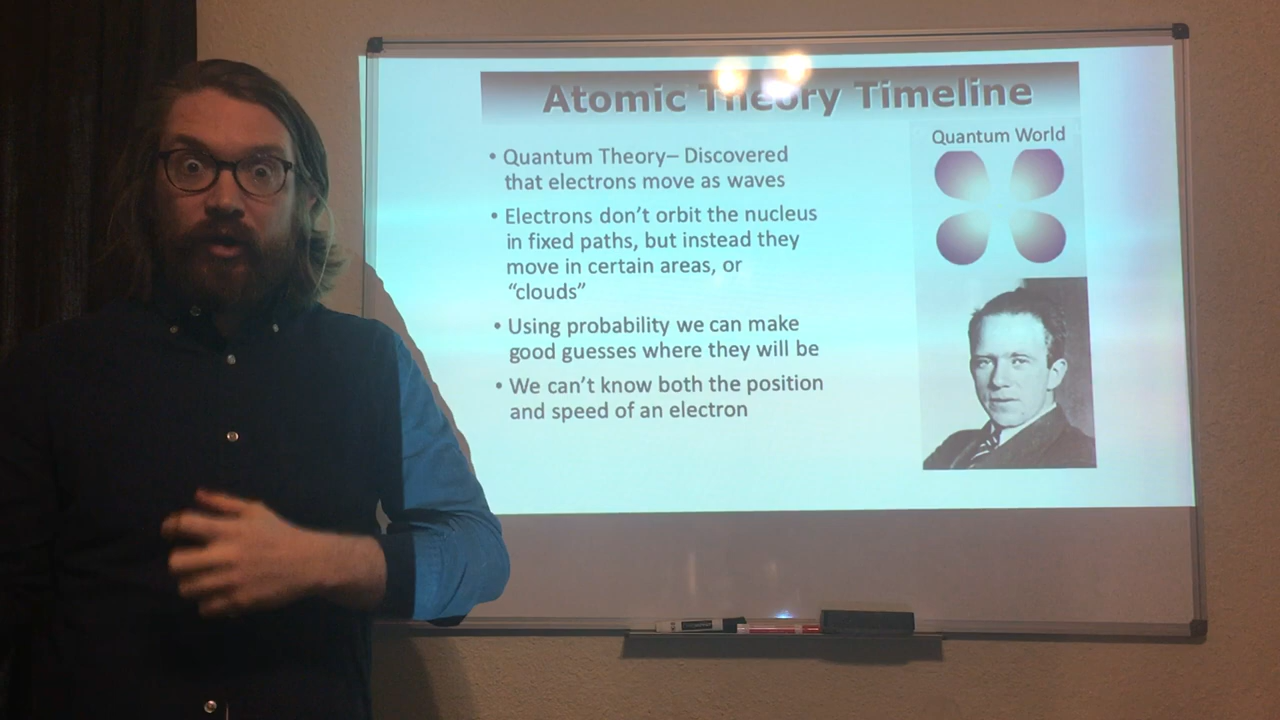 Atomic Theory Timeline
Quantum World
• Quantum Theory– Discovered
that electrons move as waves
• Electrons don’t orbit the nucleus
in fixed paths, but instead they
move in certain areas, or
“clouds”
• Using probability we can make
good guesses where they will be
• We can’t know both the position
and speed of an electron